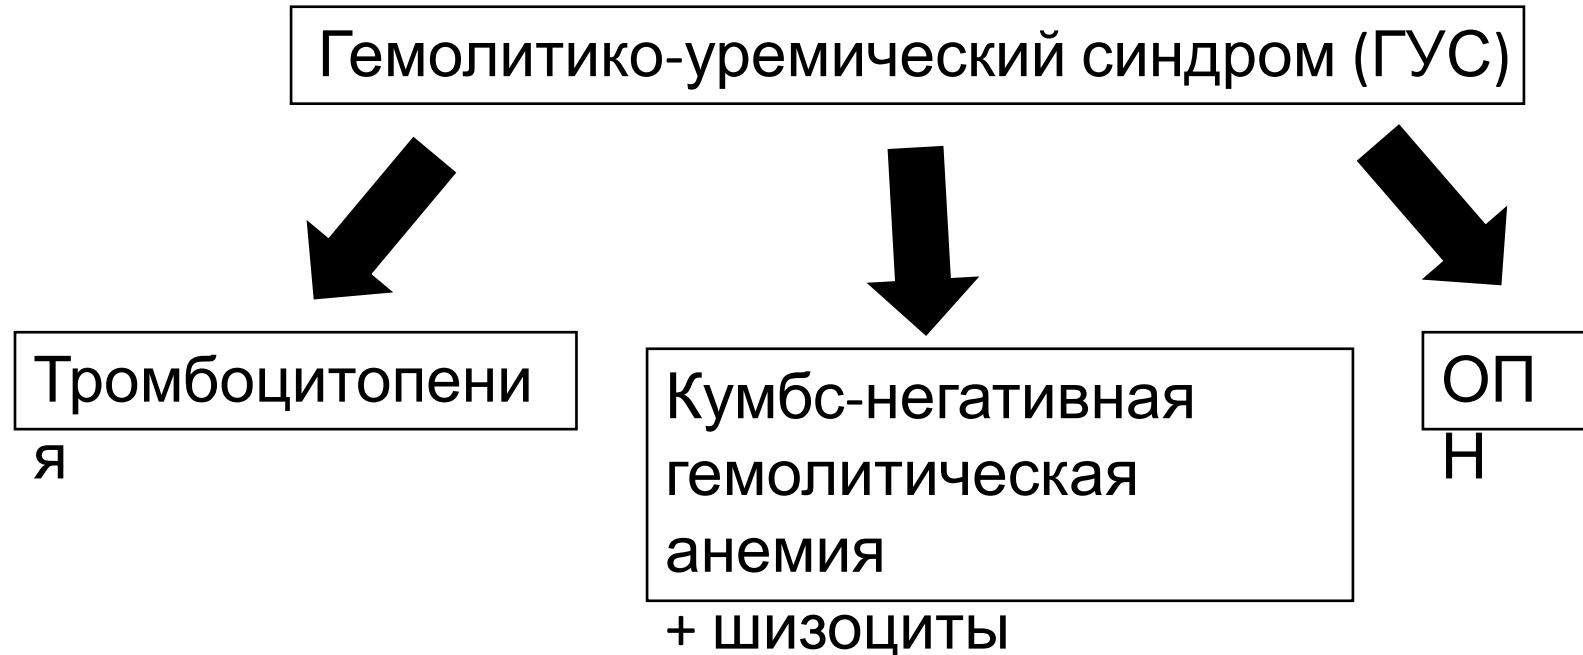 Гемолитико-уремический синдром (ГУС)
Тромбоцитопени
я
Кумбс-негативная
гемолитическая
анемия
+ шизоциты
ОП
Н